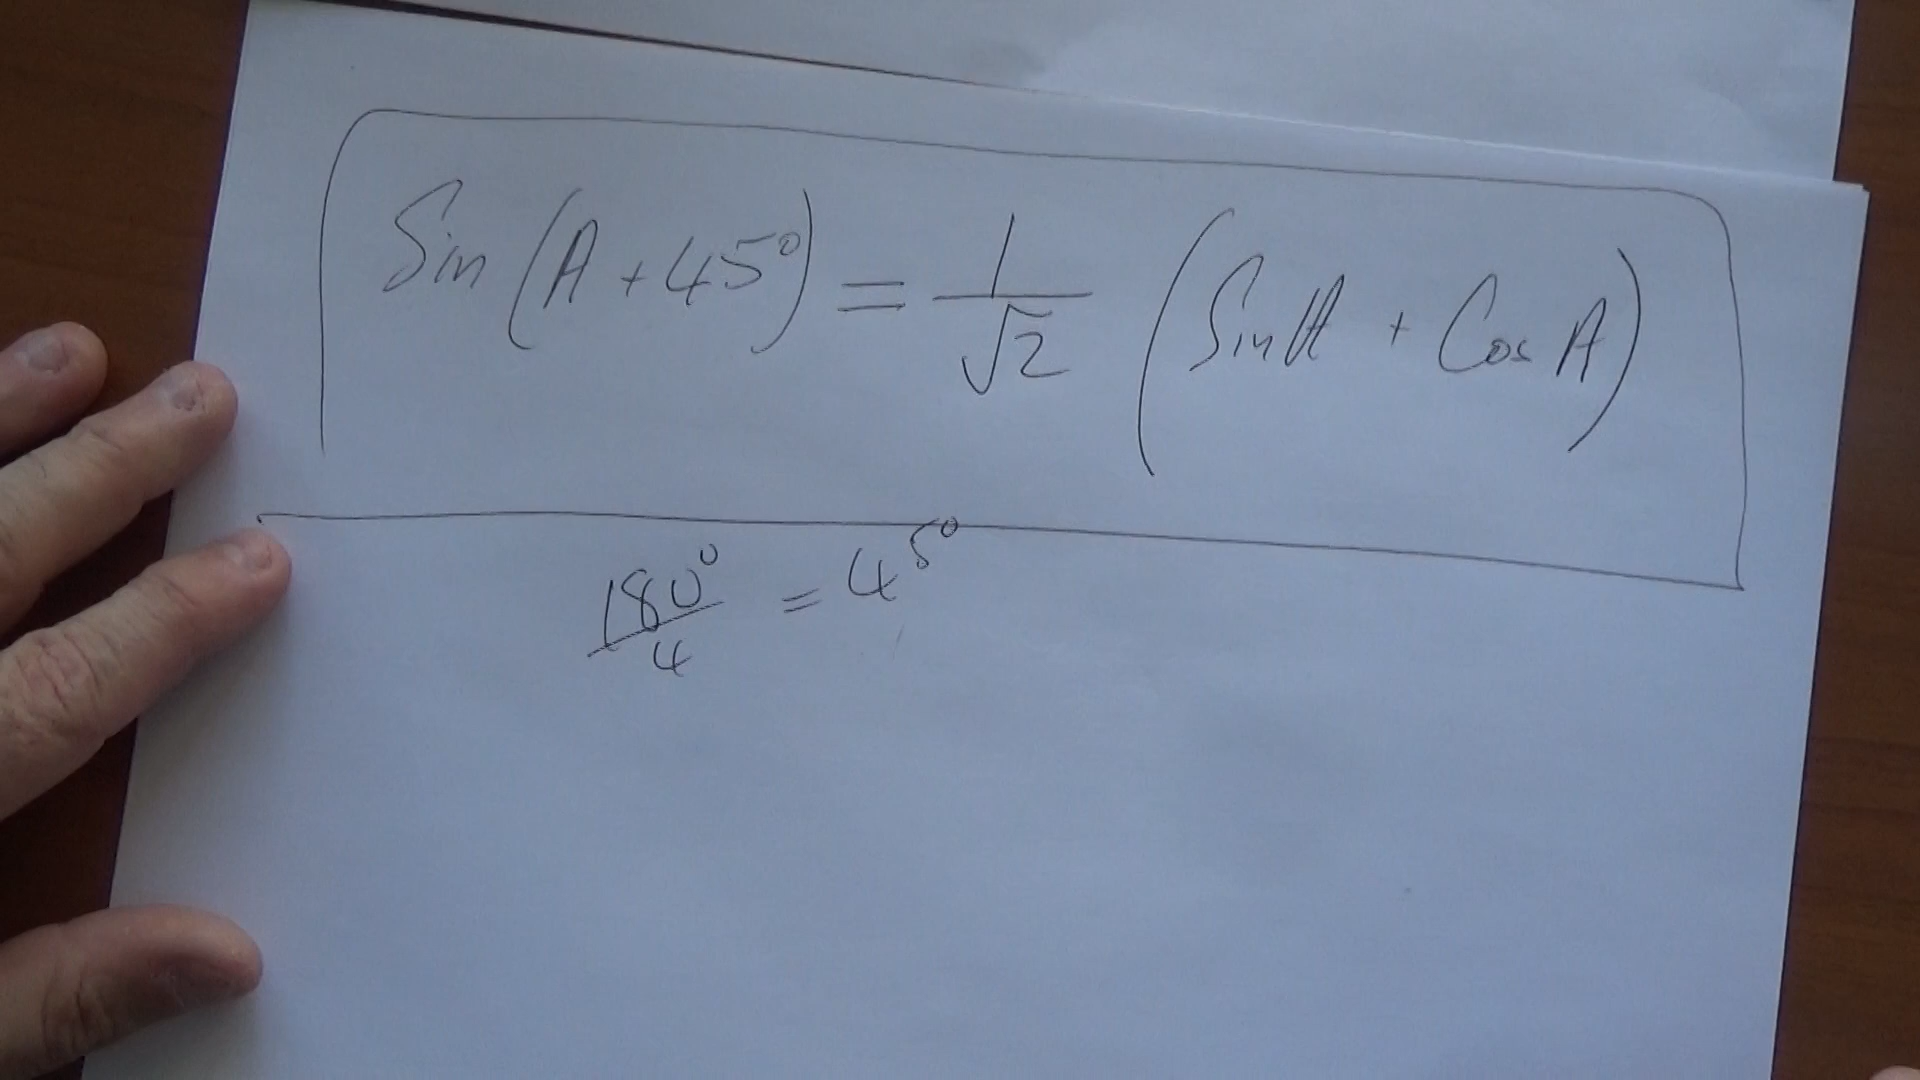 Sin (A + 45°) = 1/√2 (Sin A + Cos A)
180°/4 = 45°